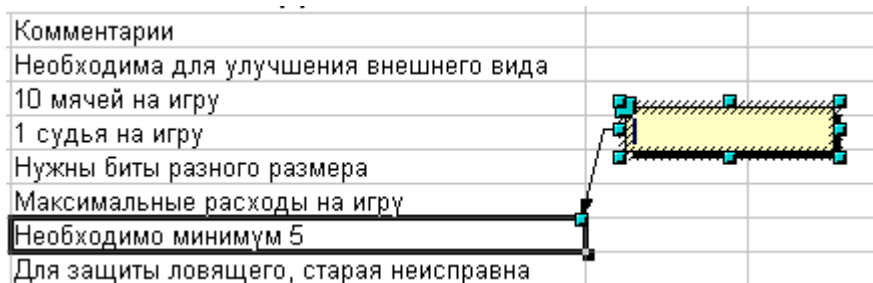 Комментарии
Необходима для улучшения внешнего вида
10 мячей на игру
1 судья на игру
Нужны биты разного размера
Максимальные расходы на игру
Необходимо минимум 5
Для защиты ловящего, старая неисправна